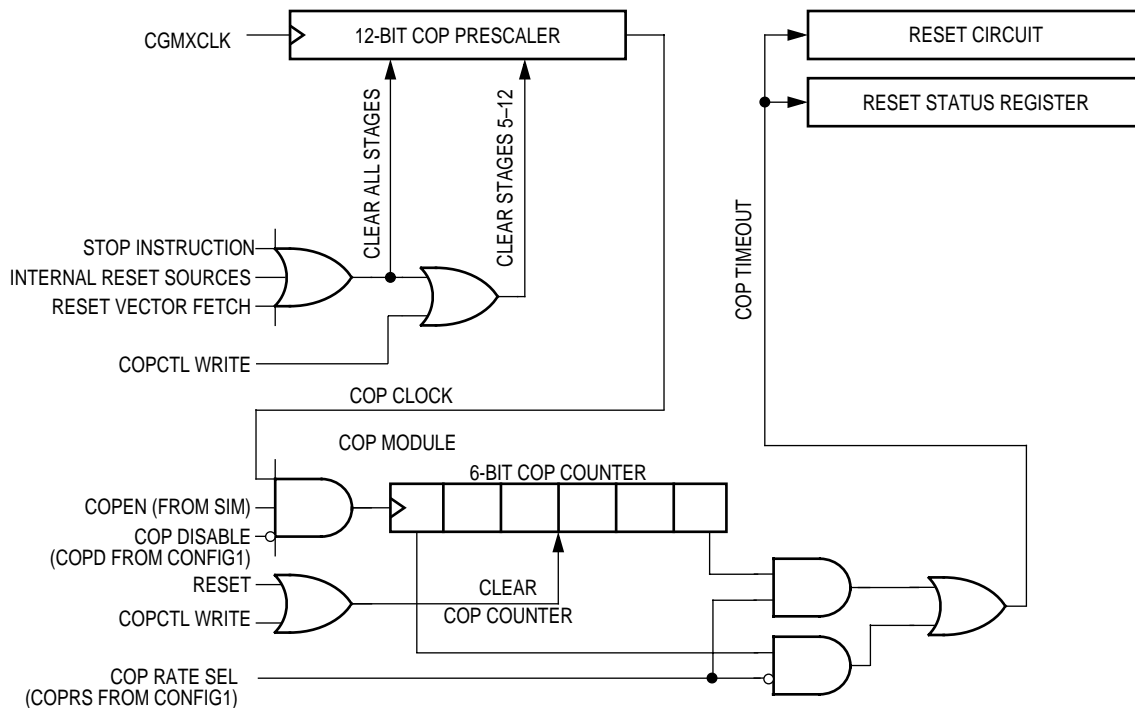 CGMXCLK
12-BIT COP PRESCALER
RESET CIRCUIT
RESET STATUS REGISTER
CLEAR ALL STAGES
CLEAR STAGES 5–12
COP TIMEOUT
STOP INSTRUCTION
INTERNAL RESET SOURCES
RESET VECTOR FETCH
COPCTL WRITE
COP CLOCK
COP MODULE
6-BIT COP COUNTER
COPEN (FROM SIM)
COP DISABLE
(COPD FROM CONFIG1)
RESET
COPCTL WRITE
CLEAR
COP COUNTER
COP RATE SEL
(COPRS FROM CONFIG1)